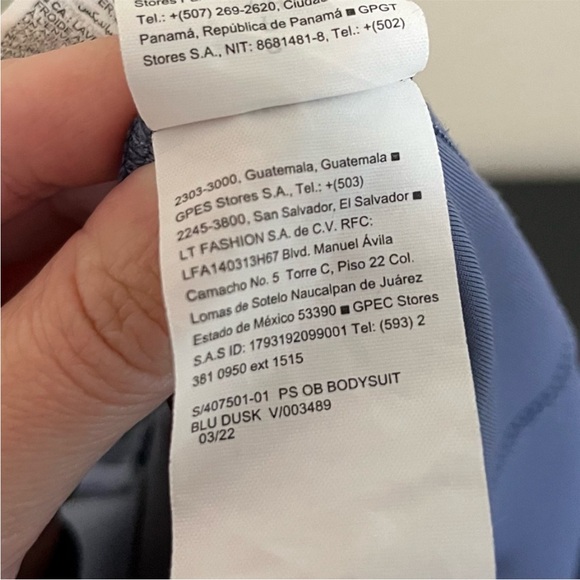 Stores
Tel.: +(507) 269-2620,
Panamá, República de Panamá ■ GPGT
Stores S.A., NIT: 8681481-8, Tel.: +(502)
2303-3000, Guatemala, Guatemala ■
GPES Stores S.A., Tel.: +(503)
2245-3800, San Salvador, El Salvador ■
LT FASHION S.A. de C.V. RFC:
LFA140313H67 Blvd. Manuel Ávila
Camacho No. 5 Torre C, Piso 22 Col.
Lomas de Sotelo Naucalpan de Juárez
Estado de México 53390 ■ GPEC Stores
S.A.S ID: 1793192099001 Tel: (593) 2
381 0950 ext 1515
S/407501-01 PS OB BODYSUIT
BLU DUSK V/003489
03/22